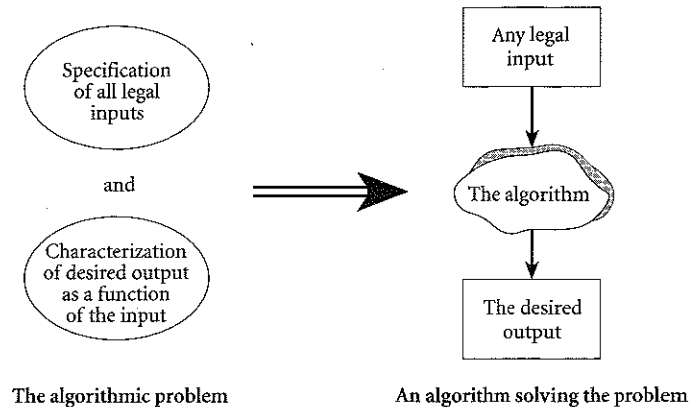 Specification
of all legal
inputs
and
Characterization
of desired output
as a function
of the input
The algorithmic problem
Any legal
input
The algorithm
The desired
output
An algorithm solving the problem